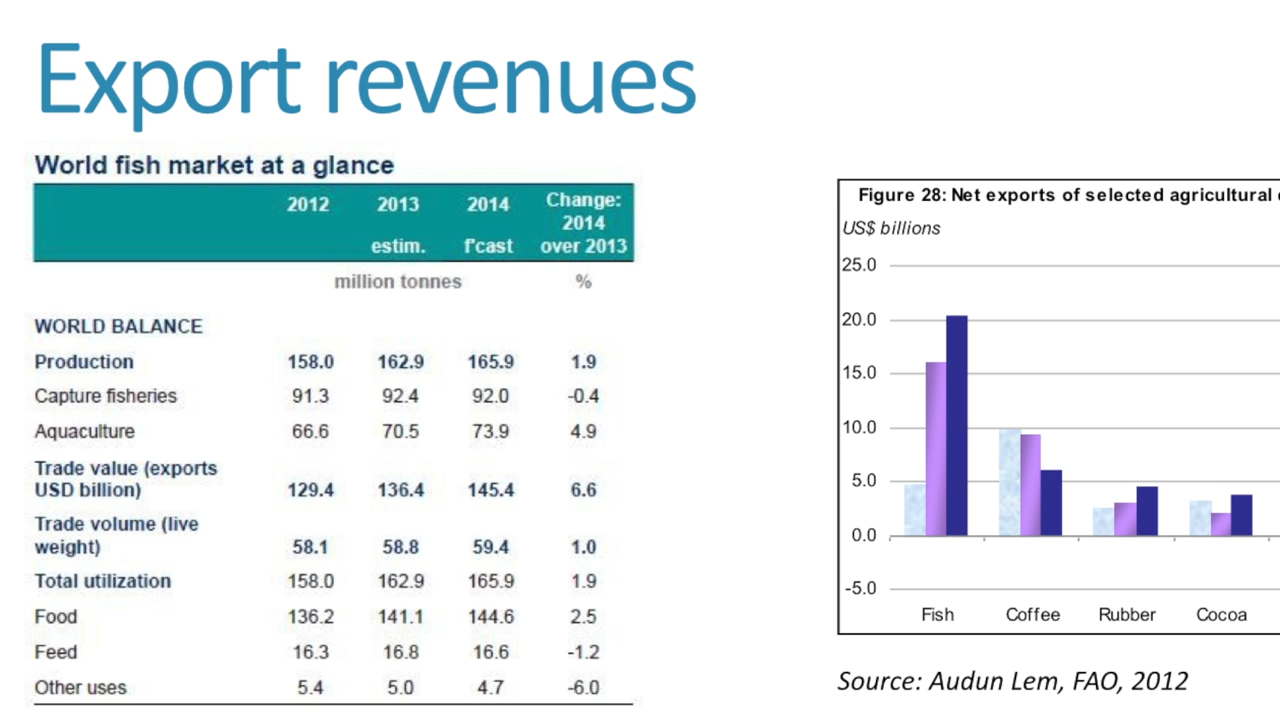 Export revenues
World fish market at a glance
2012 2013 2014 Change:
2014
estim. f'cast over 2013
million tonnes %
WORLD BALANCE
Production 158.0 162.9 165.9 1.9
Capture fisheries 91.3 92.4 92.0 -0.4
Aquaculture 66.6 70.5 73.9 4.9
Trade value (exports
USD billion) 129.4 136.4 145.4 6.6
Trade volume (live
weight) 58.1 58.8 59.4 1.0
Total utilization 158.0 162.9 165.9 1.9
Food 136.2 141.1 144.6 2.5
Feed 16.3 16.8 16.6 -1.2
Other uses 5.4 5.0 4.7 -6.0
Figure 28: Net exports of selected agricultural
US$ billions
25.0
20.0
15.0
10.0
5.0
0.0
-5.0
Fish Coffee Rubber Cocoa
Source: Audun Lem, FAO, 2012